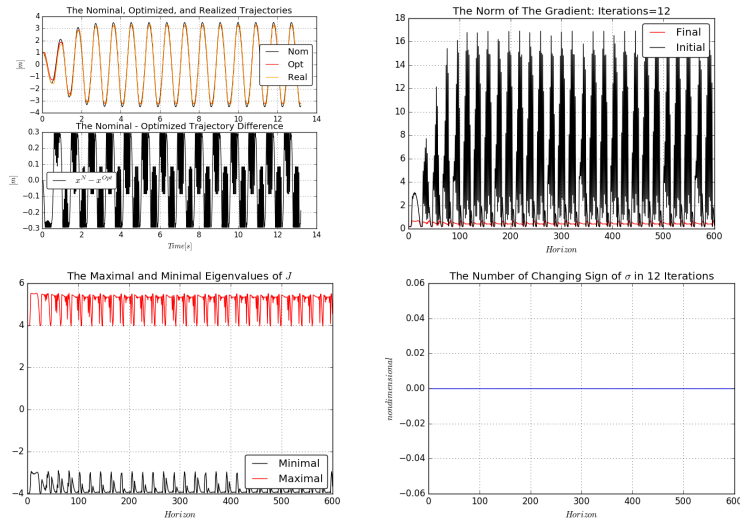 The Nominal, Optimized, and Realized Trajectories
4
3
2
1
0
−1
−2
−3
−4
[m]
Nom
Opt
Real
0 2 4 6 8 10 12 14
The Nominal - Optimized Trajectory Difference
0.3
0.2
0.1
0.0
−0.1
−0.2
−0.3
[m]
x^N − x^Opt
0 2 4 6 8 10 12 14
Time[s]
The Norm of The Gradient: Iterations=12
18
16
14
12
10
8
6
4
2
0
Final
Initial
0 100 200 300 400 500 600
Horizon
The Maximal and Minimal Eigenvalues of J
6
4
2
0
−2
−4
Minimal
Maximal
0 100 200 300 400 500 600
Horizon
The Number of Changing Sign of σ in 12 Iterations
0.06
0.04
0.02
0.00
−0.02
−0.04
−0.06
nondimensional
0 100 200 300 400 500 600
Horizon